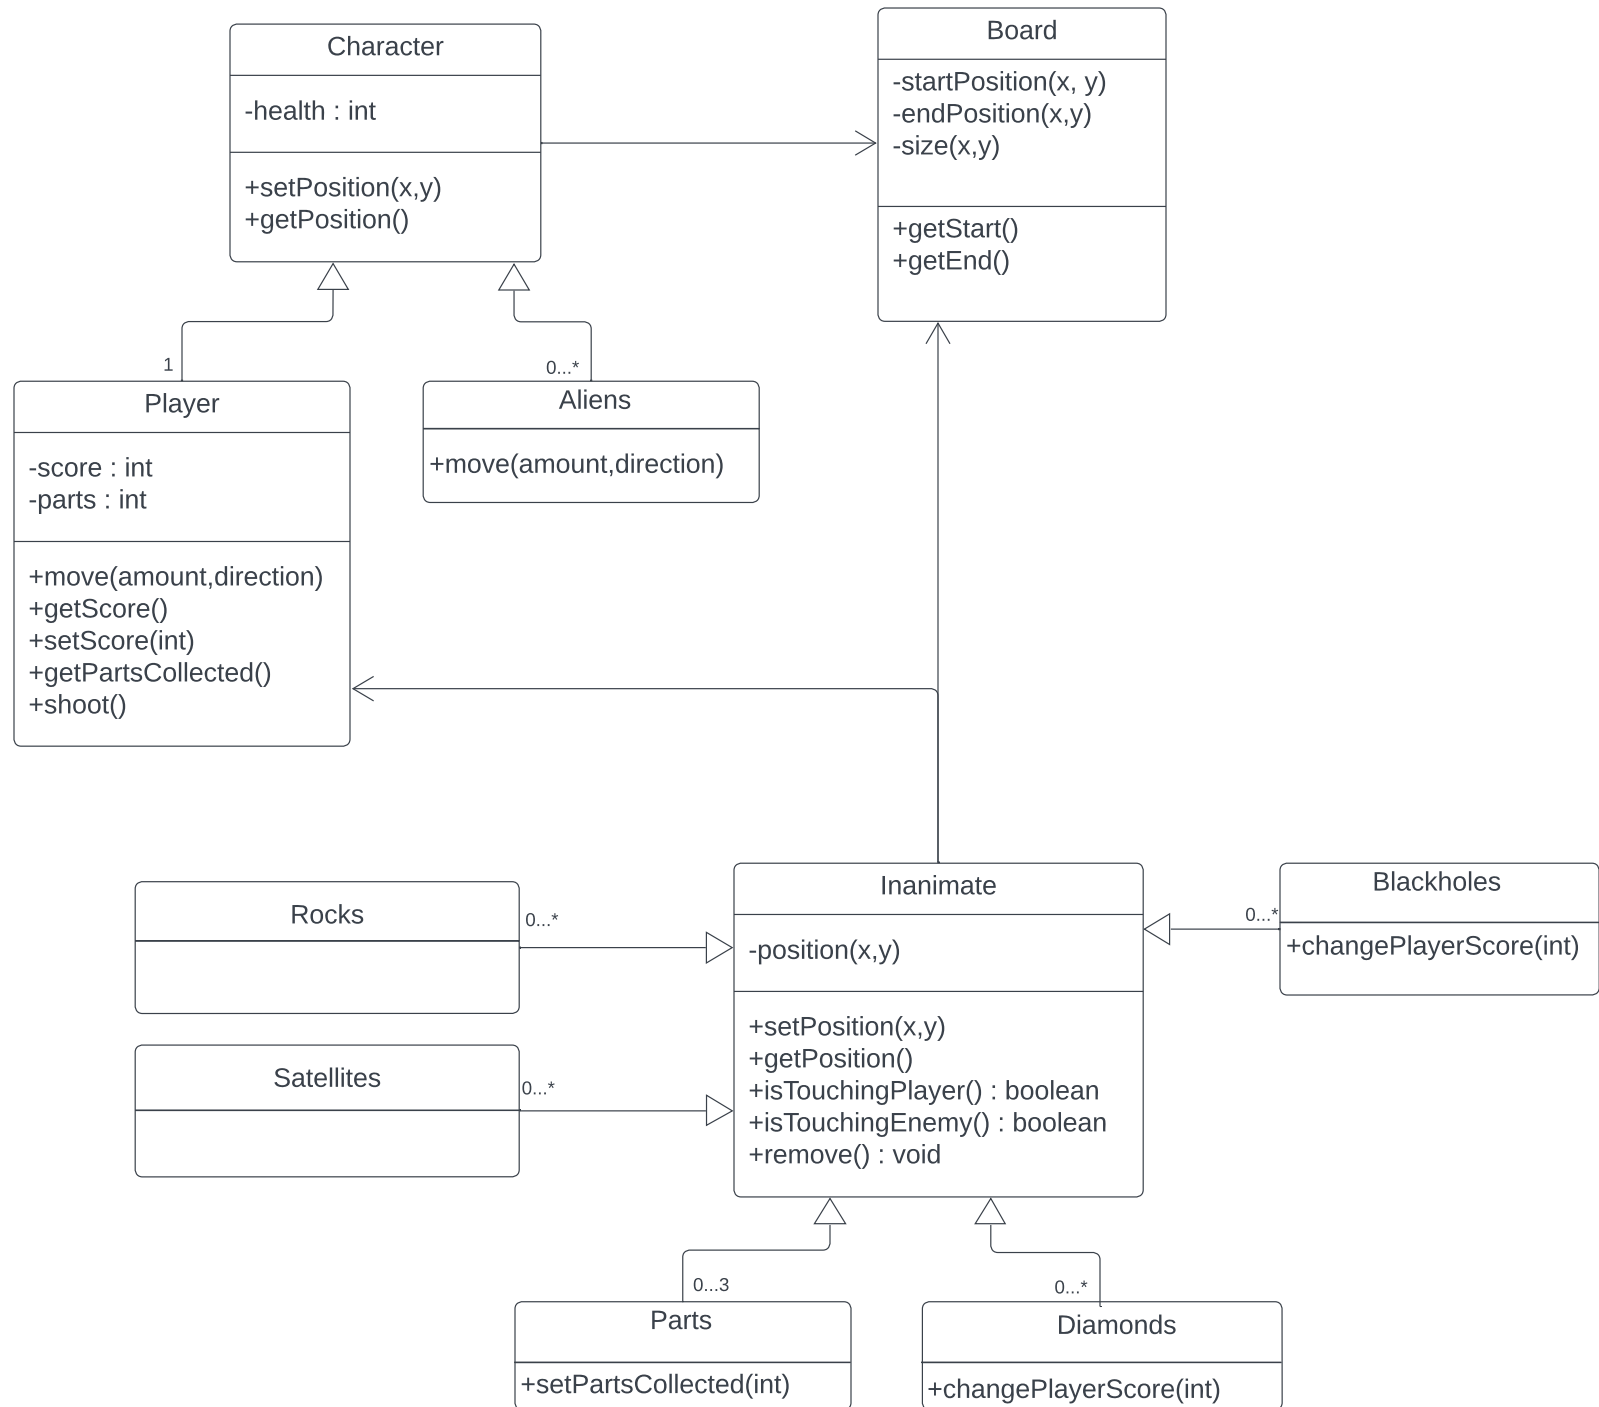 Character
-health : int
+setPosition(x,y)
+getPosition()
Board
-startPosition(x, y)
-endPosition(x,y)
-size(x,y)
+getStart()
+getEnd()
1
Player
-score : int
-parts : int
+move(amount,direction)
+getScore()
+setScore(int)
+getPartsCollected()
+shoot()
0...*
Aliens
+move(amount,direction)
Rocks
0...*
Satellites
0...*
Inanimate
-position(x,y)
+setPosition(x,y)
+getPosition()
+isTouchingPlayer() : boolean
+isTouchingEnemy() : boolean
+remove() : void
0...*
Blackholes
+changePlayerScore(int)
0...3
Parts
+setPartsCollected(int)
0...*
Diamonds
+changePlayerScore(int)